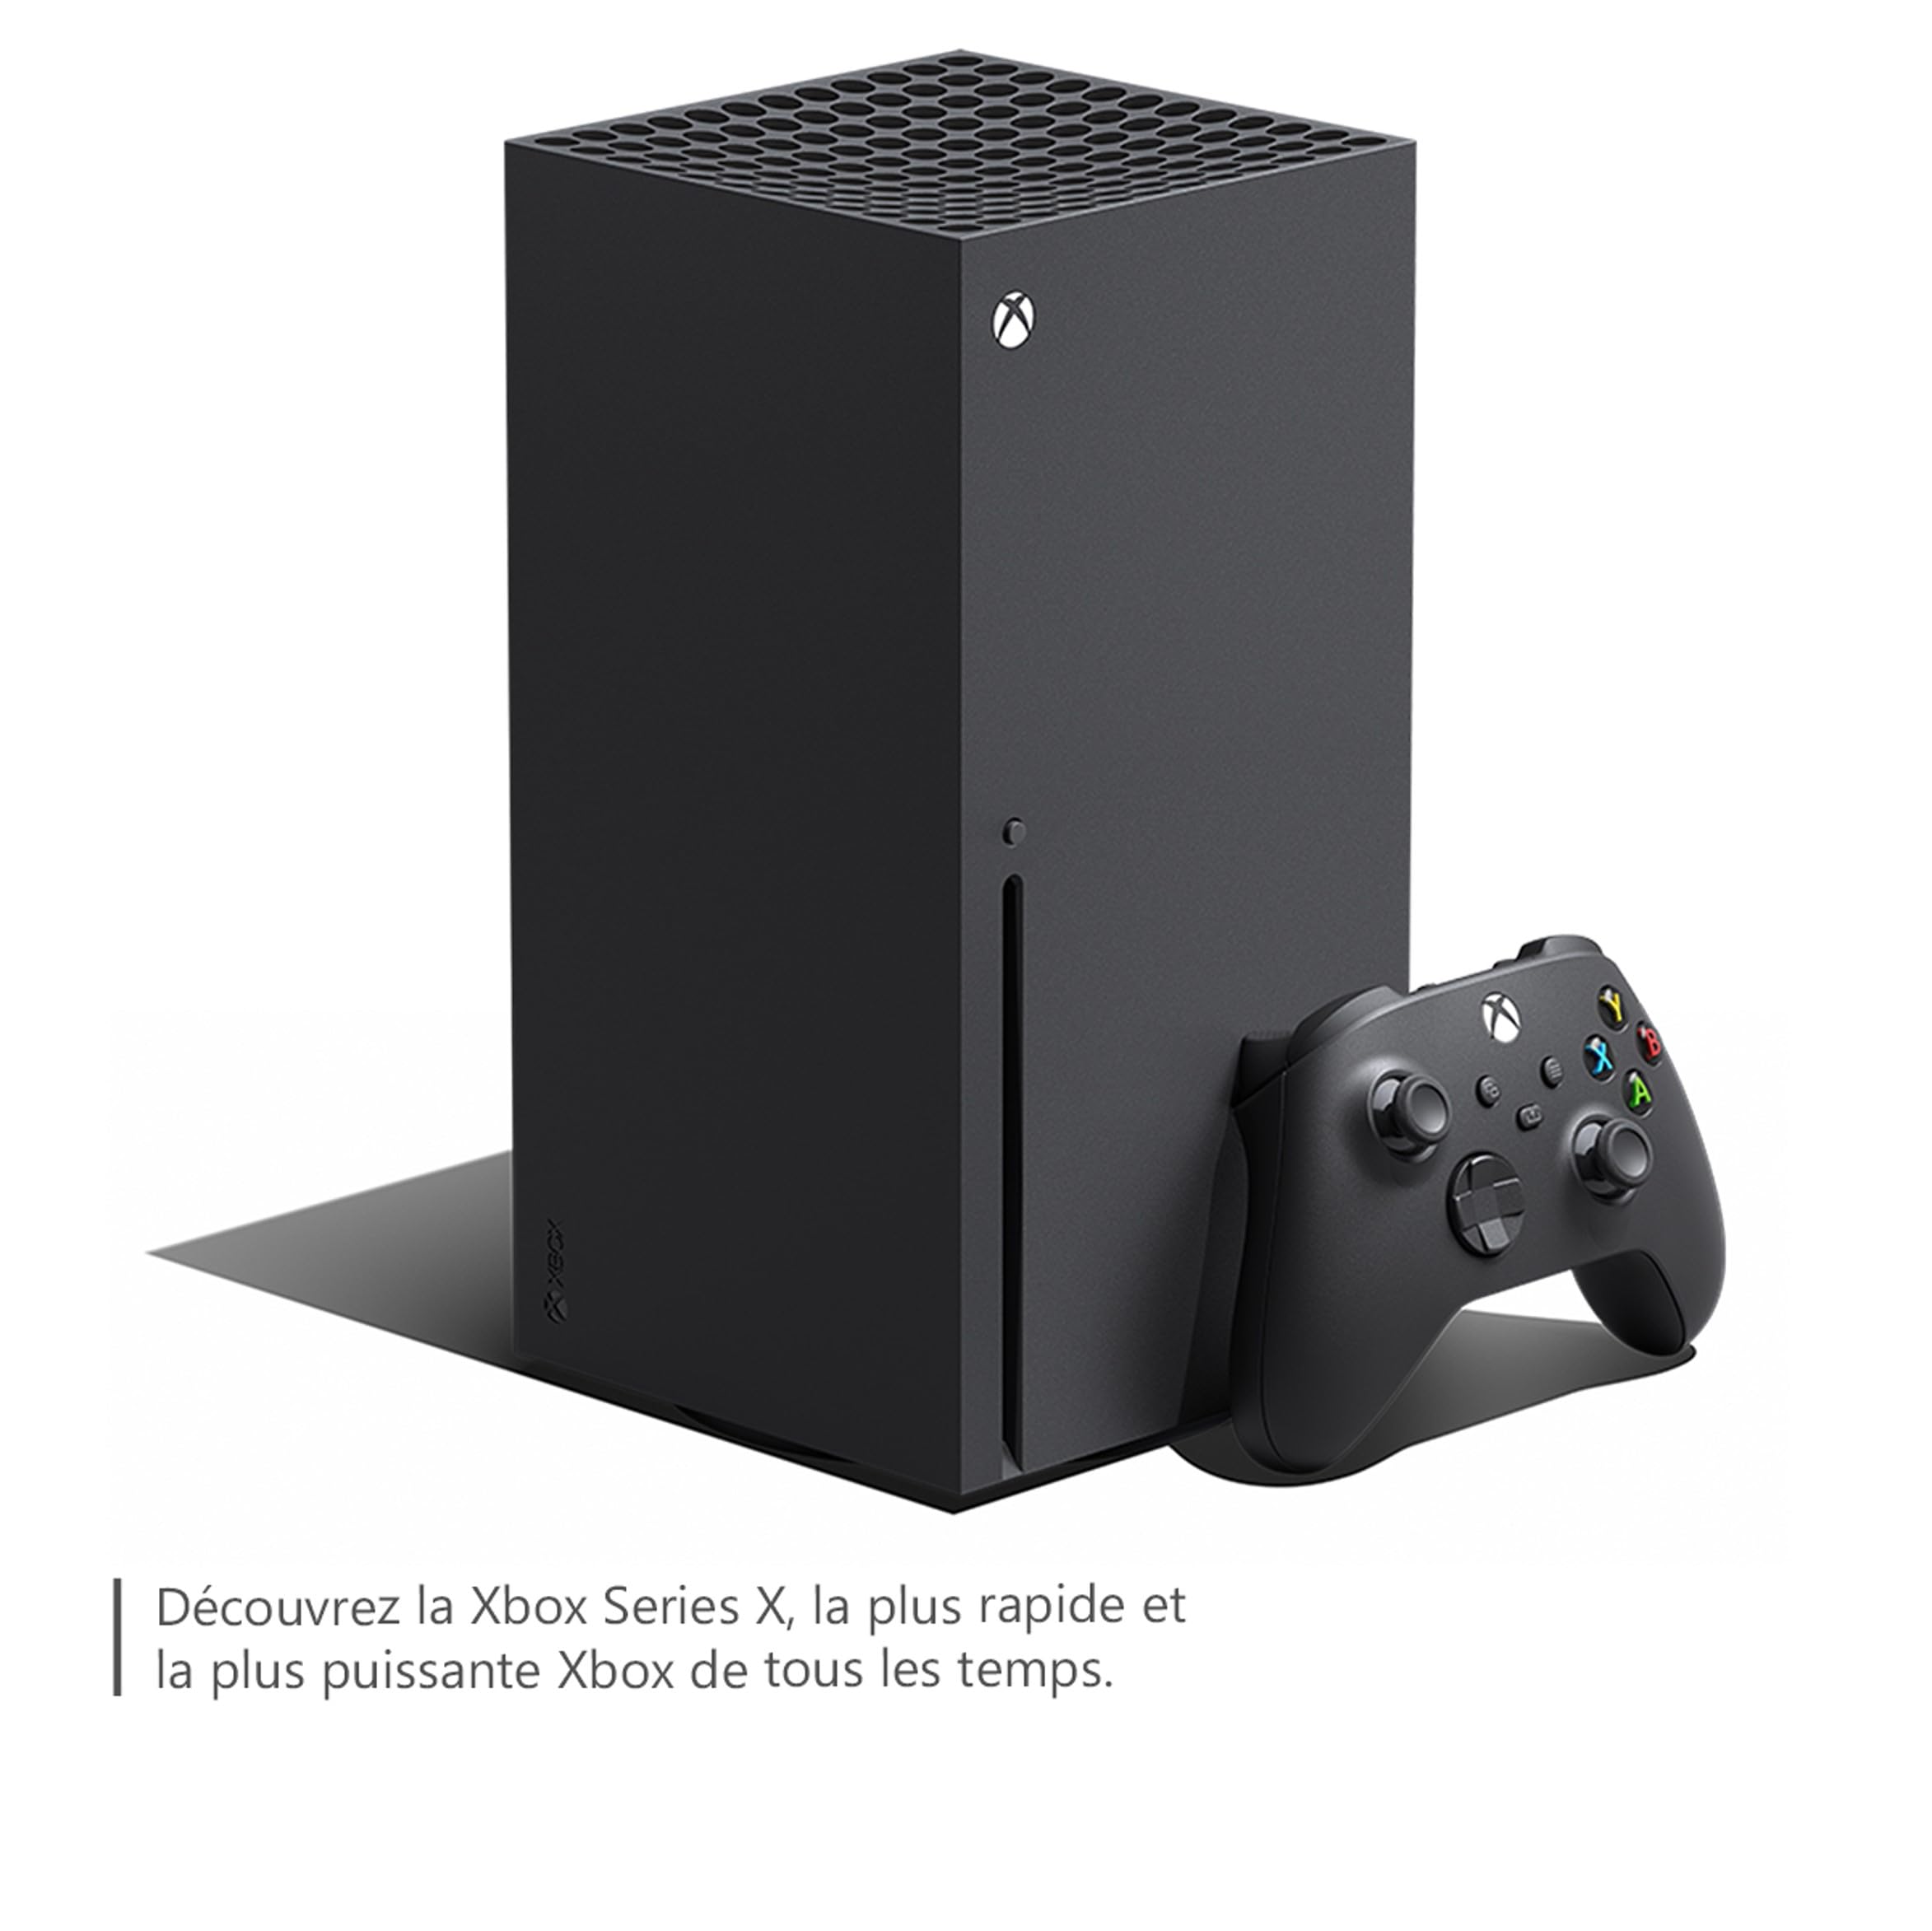 XBOX
Y
B
X
A
Découvrez la Xbox Series X, la plus rapide et
la plus puissante Xbox de tous les temps.